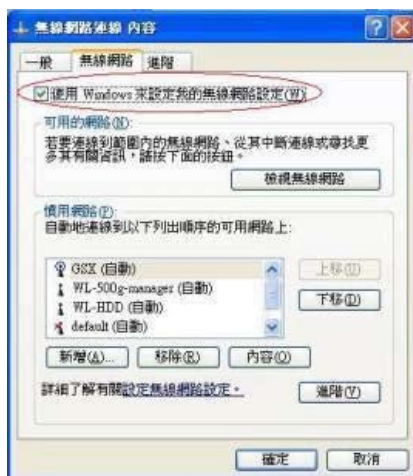 無線網路連線 內容
一般
無線網路
進階
使用 Windows 來設定我的無線網路設定(W)
可用的網路(N):
若要連線到範圍內的無線網路、從其中斷連線或尋找更
多其有關資訊，請按下面的按鈕。
檢視無線網路
慣用網路(P):
自動地連線到以下列出順序的可用網路上:
GSX (自動)
WL-500g-manager (自動)
WL-HDD (自動)
default (自動)
上移(U)
下移(D)
新增(A)...
移除(R)
內容(O)
詳細了解有關設定無線網路設定。
進階(V)
確定
取消